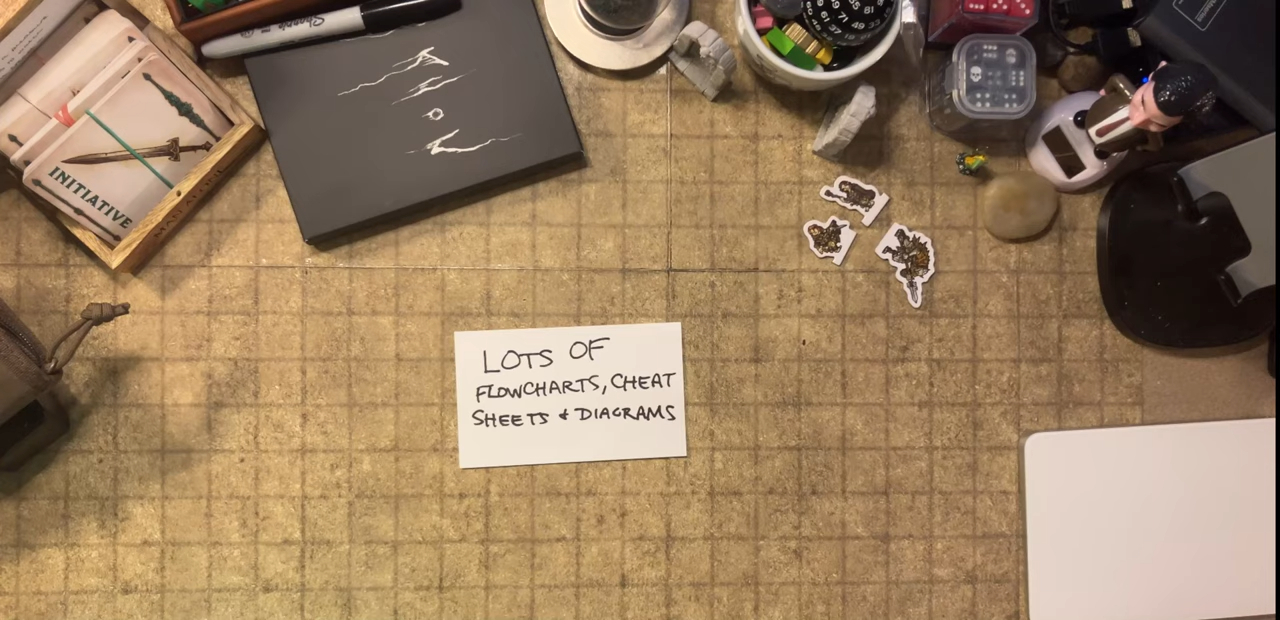 Sharpie
INITIATIVE
LOTS OF
FLOWCHARTS, CHEAT
SHEETS & DIAGRAMS